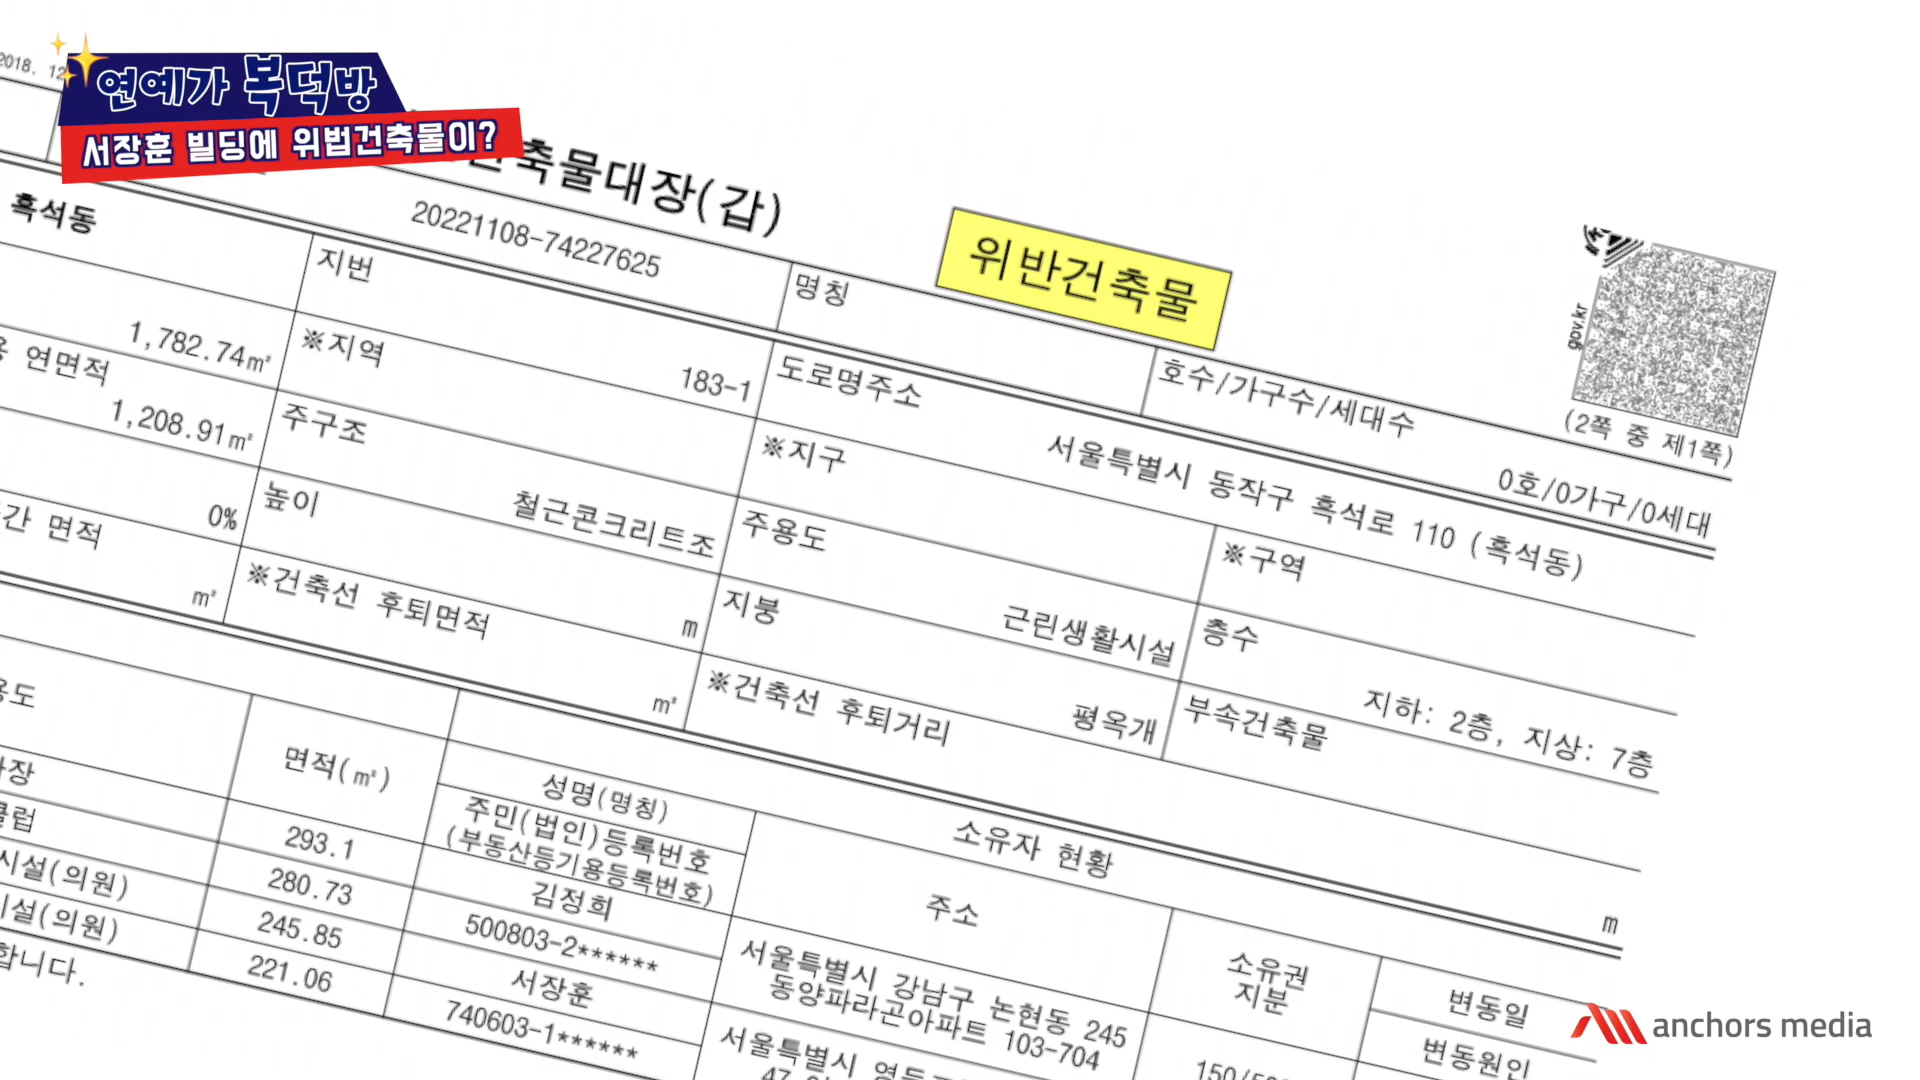 2018. 12
연예가 복덕방
서장훈 빌딩에 위법건축물이?
건축물대장(갑)
위반건축물
gov.kr
(2쪽 중 제1쪽)
흑석동
20221108-74227625
명칭
호수/가구수/세대수
0호/0가구/0세대
지번
183-1
도로명주소
서울특별시 동작구 흑석로 110 (흑석동)
1,782.74㎡
※지역
※지구
※구역
연면적
1,208.91㎡
주구조
철근콘크리트조
주용도
근린생활시설
층수
지하: 2층, 지상: 7층
0%
높이
m
지붕
평옥개
부속건축물
면적
㎡
※건축선 후퇴면적
㎡
※건축선 후퇴거리
m
면적(㎡)
성명(명칭)
주민(법인)등록번호
(부동산등기용등록번호)
소유자 현황
주소
소유권
지분
변동일
변동원인
293.1
280.73
시설(의원)
245.85
(의원)
221.06
합니다.
김정희
500803-2******
서울특별시 강남구 논현동 245
동양파라곤아파트 103-704
서장훈
740603-1******
서울특별시
47
anchors media